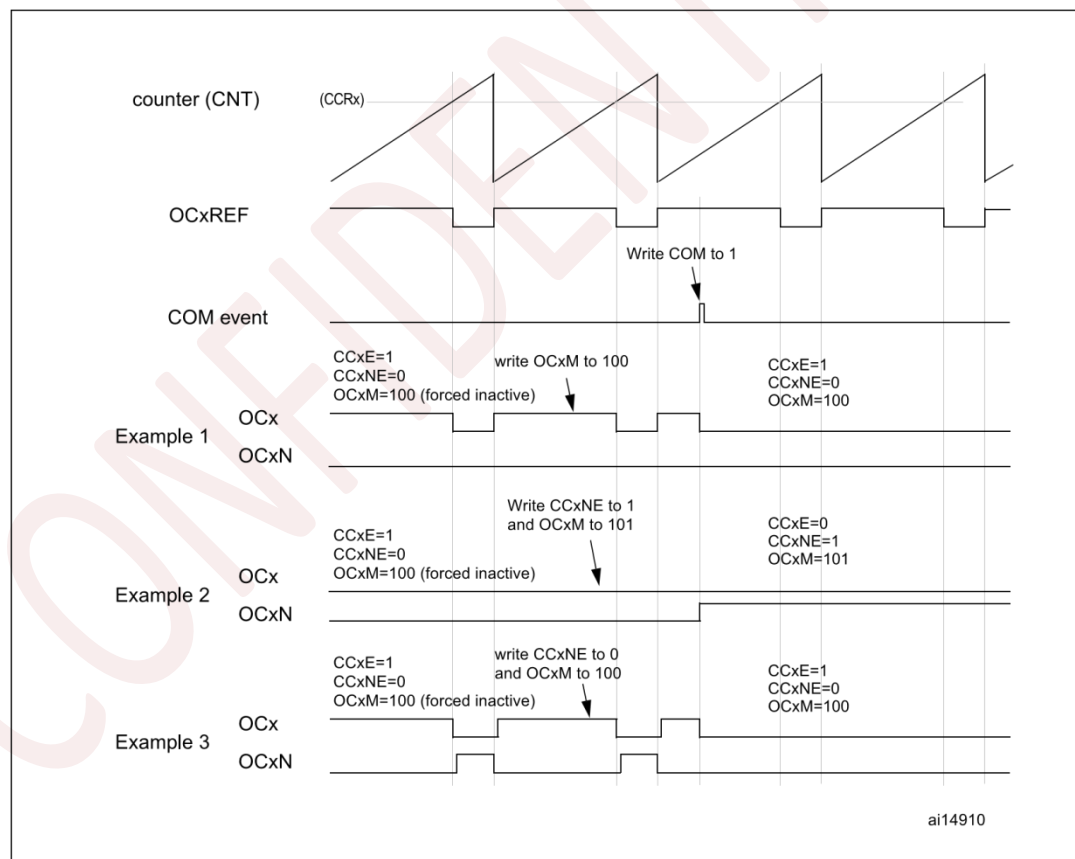 CONFIDENT
counter (CNT)
(CCRx)
OCxREF
Write COM to 1
COM event
CCxE=1
CCxNE=0
OCxM=100 (forced inactive)
write OCxM to 100
CCxE=1
CCxNE=0
OCxM=100
Example 1
OCx
OCxN
Write CCxNE to 1
and OCxM to 101
CCxE=1
CCxNE=0
OCxM=100 (forced inactive)
CCxE=0
CCxNE=1
OCxM=101
Example 2
OCx
OCxN
write CCxNE to 0
and OCxM to 100
CCxE=1
CCxNE=0
OCxM=100 (forced inactive)
CCxE=1
CCxNE=0
OCxM=100
Example 3
OCx
OCxN
ai14910